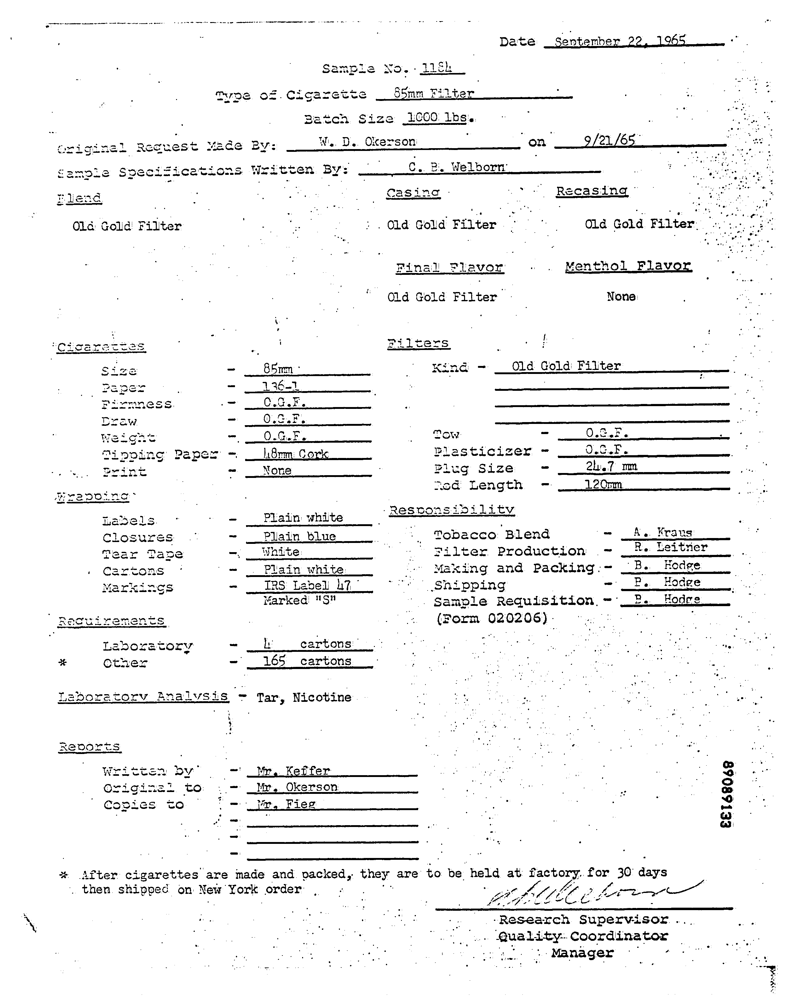 Date September 22, 1965
Sample No. 1184
Type of Cigarette 85mm Filter
Batch Size 1000 lbs.
Original Request Made By: W. D. Okerson on 9/21/65
Sample Specifications Written By: C. B. Welborn
Blend Casing Recasing
Old Gold Filter Old Gold Filter Old Gold Filter
Final Flavor Menthol Flavor
Old Gold Filter None
Cigarettes Filters
Size - 85mm Kind - Old Gold Filter
Paper - 136-1
Firmness - O.G.F.
Draw - O.G.F.
Weight - O.G.F. Tow - O.G.F.
Tipping Paper - 48mm Cork Plasticizer - O.G.F.
Print - None Plug Size - 24.7 mm
Rod Length - 120mm
Wrapping Responsibility
Labels - Plain white Tobacco Blend - A. Kraus
Closures - Plain blue Filter Production - R. Leitner
Tear Tape - White Making and Packing - B. Hodge
Cartons - Plain white Shipping - P. Hodge
Markings - IRS Label 47 Sample Requisition - P. Hodge
Marked "S" (Form 020206)
Requirements
Laboratory - 4 cartons
* Other - 165 cartons
Laboratory Analysis - Tar, Nicotine
Reports
Written by - Mr. Keffer
Original to - Mr. Okerson
Copies to - Mr. Fieg
-
-
-
89089133
* After cigarettes are made and packed, they are to be held at factory for 30 days
then shipped on New York order
Research Supervisor
Quality Coordinator
Manager